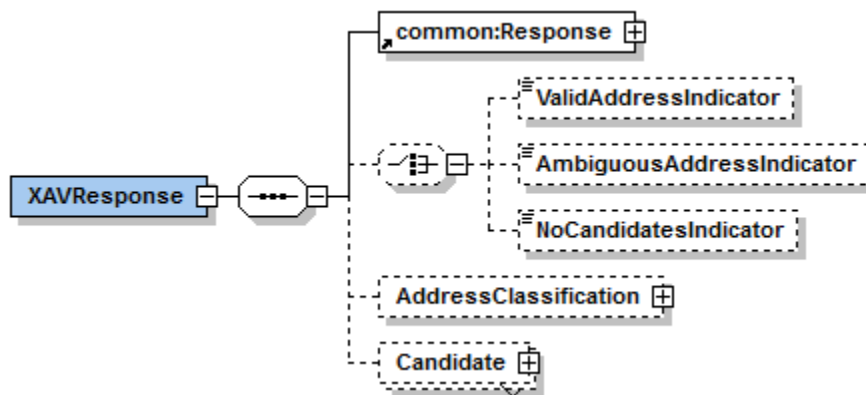 common:Response
ValidAddressIndicator
XAVResponse
AmbiguousAddressIndicator
NoCandidatesIndicator
AddressClassification
Candidate